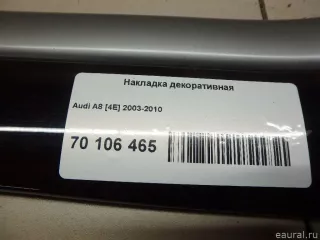 Накладка декоративная
Audi A8 [4E] 2003-2010
70 106 465
eaural.ru